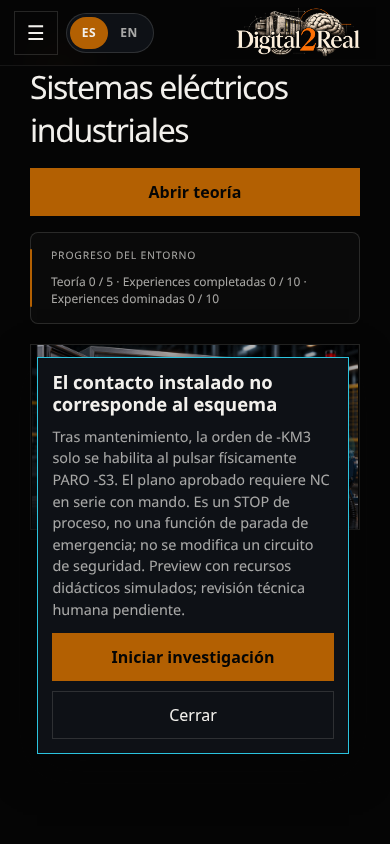 ☰ ES EN Digital2Real
Sistemas eléctricos
industriales
Abrir teoría
PROGRESO DEL ENTORNO
Teoría 0 / 5 · Experiences completadas 0 / 10 ·
Experiences dominadas 0 / 10
El contacto instalado no
corresponde al esquema
Tras mantenimiento, la orden de -KM3
solo se habilita al pulsar físicamente
PARO -S3. El plano aprobado requiere NC
en serie con mando. Es un STOP de
proceso, no una función de parada de
emergencia; no se modifica un circuito
de seguridad. Preview con recursos
didácticos simulados; revisión técnica
humana pendiente.
Iniciar investigación
Cerrar